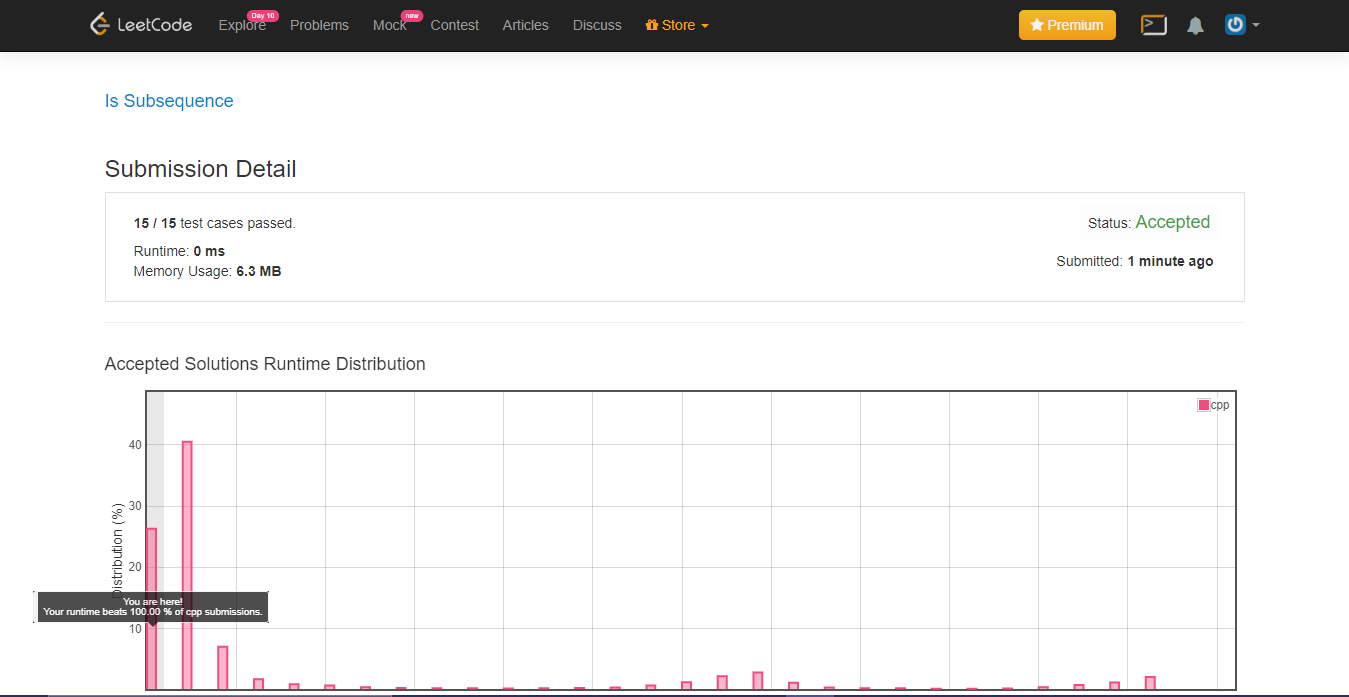 LeetCode Explore Day 10 Problems Mock new Contest Articles Discuss Store Premium
Is Subsequence
Submission Detail
15 / 15 test cases passed.
Status: Accepted
Runtime: 0 ms
Submitted: 1 minute ago
Memory Usage: 6.3 MB
Accepted Solutions Runtime Distribution
cpp
40
30
Distribution (%)
20
You are here!
Your runtime beats 100.00 % of cpp submissions.
10